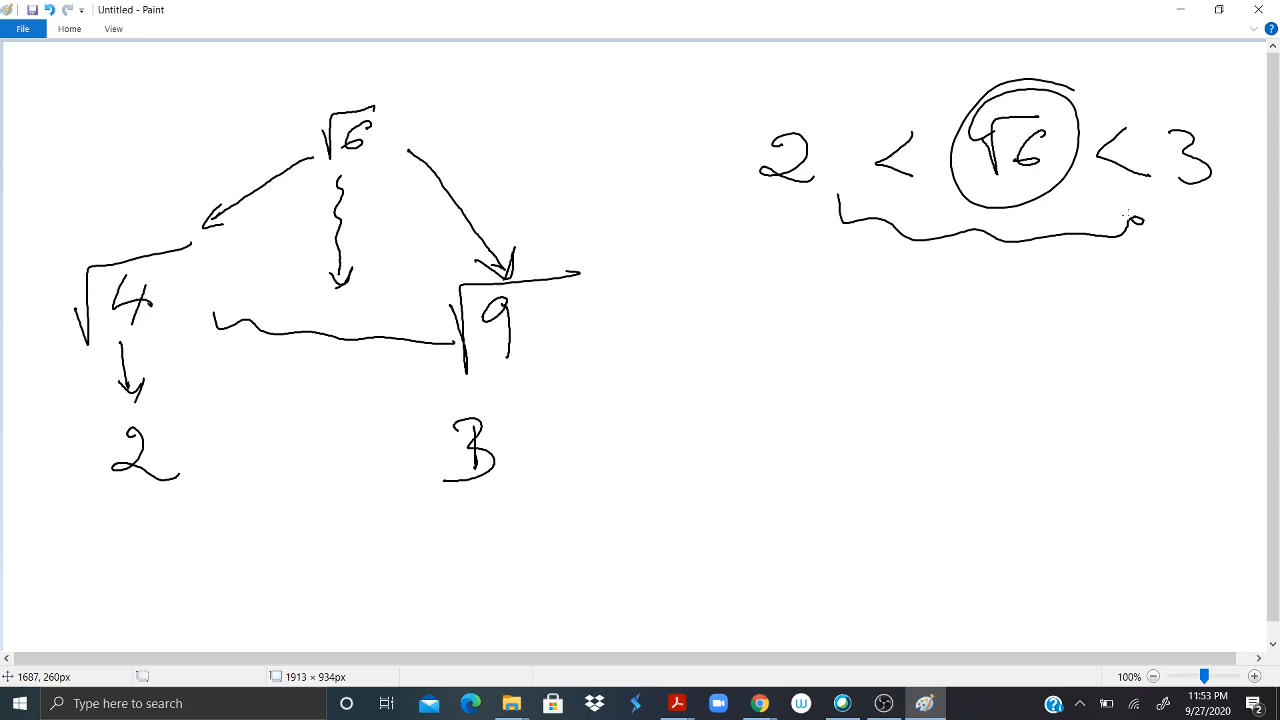 Untitled - Paint
File Home View
√6
2 < √6 < 3
√4 √9
2 3
1687, 260px 1913 × 934px 100%
Type here to search
11:53 PM
9/27/2020
2